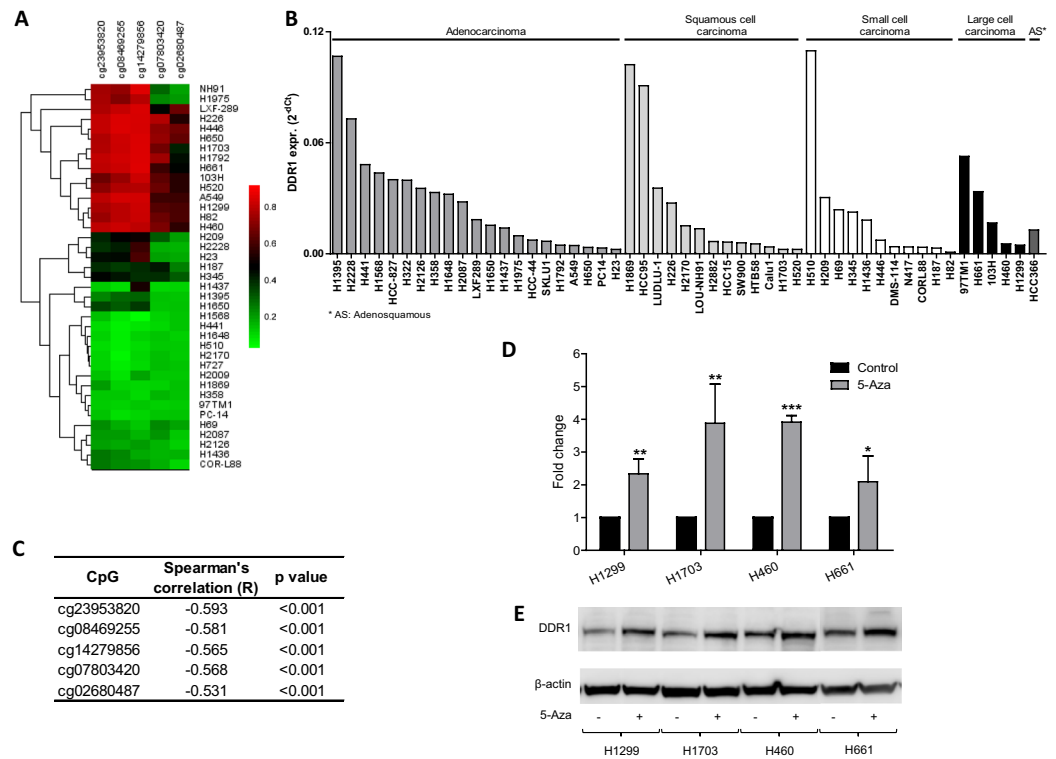 A
cg23953820
cg08469255
cg14279856
cg07803420
cg02680487
NH91
H1975
LXF-289
H226
H446
H650
H1703
H1792
H661
103H
H520
A549
H1299
H82
H460
H209
H2228
H23
H187
H345
H1437
H1395
H1650
H1568
H441
H1648
H510
H2170
H727
H2009
H1869
H358
97TM1
PC-14
H69
H2087
H2126
H1436
COR-L88
0.8
0.6
0.4
0.2
B
Adenocarcinoma
Squamous cell
carcinoma
Small cell
carcinoma
Large cell
carcinoma
AS*
DDR1 expr. (2-dCt)
0.12
0.06
0.00
H1395
H2228
H441
H1568
HCC-827
H322
H2126
H358
H1648
H2087
LXF289
H1650
H1437
H1975
HCC-44
SKLU1
H1792
A549
H650
PC14
H23
H1869
HCC95
LUDLU-1
H226
H2170
LOU-NH91
H2882
HCC15
SW900
HTB58
Calu1
H1703
H520
H510
H209
H69
H345
H1436
H446
DMS-114
N417
CORL88
H187
H82
97TM1
H661
103H
H460
H1299
HCC366
* AS: Adenosquamous
C
CpG Spearman's correlation (R) p value
cg23953820 -0.593 <0.001
cg08469255 -0.581 <0.001
cg14279856 -0.565 <0.001
cg07803420 -0.568 <0.001
cg02680487 -0.531 <0.001
D
Fold change
6
5
4
3
2
1
0
Control
5-Aza
**
**
***
*
H1299
H1703
H460
H661
E
DDR1
β-actin
5-Aza - + - + - + - +
H1299 H1703 H460 H661